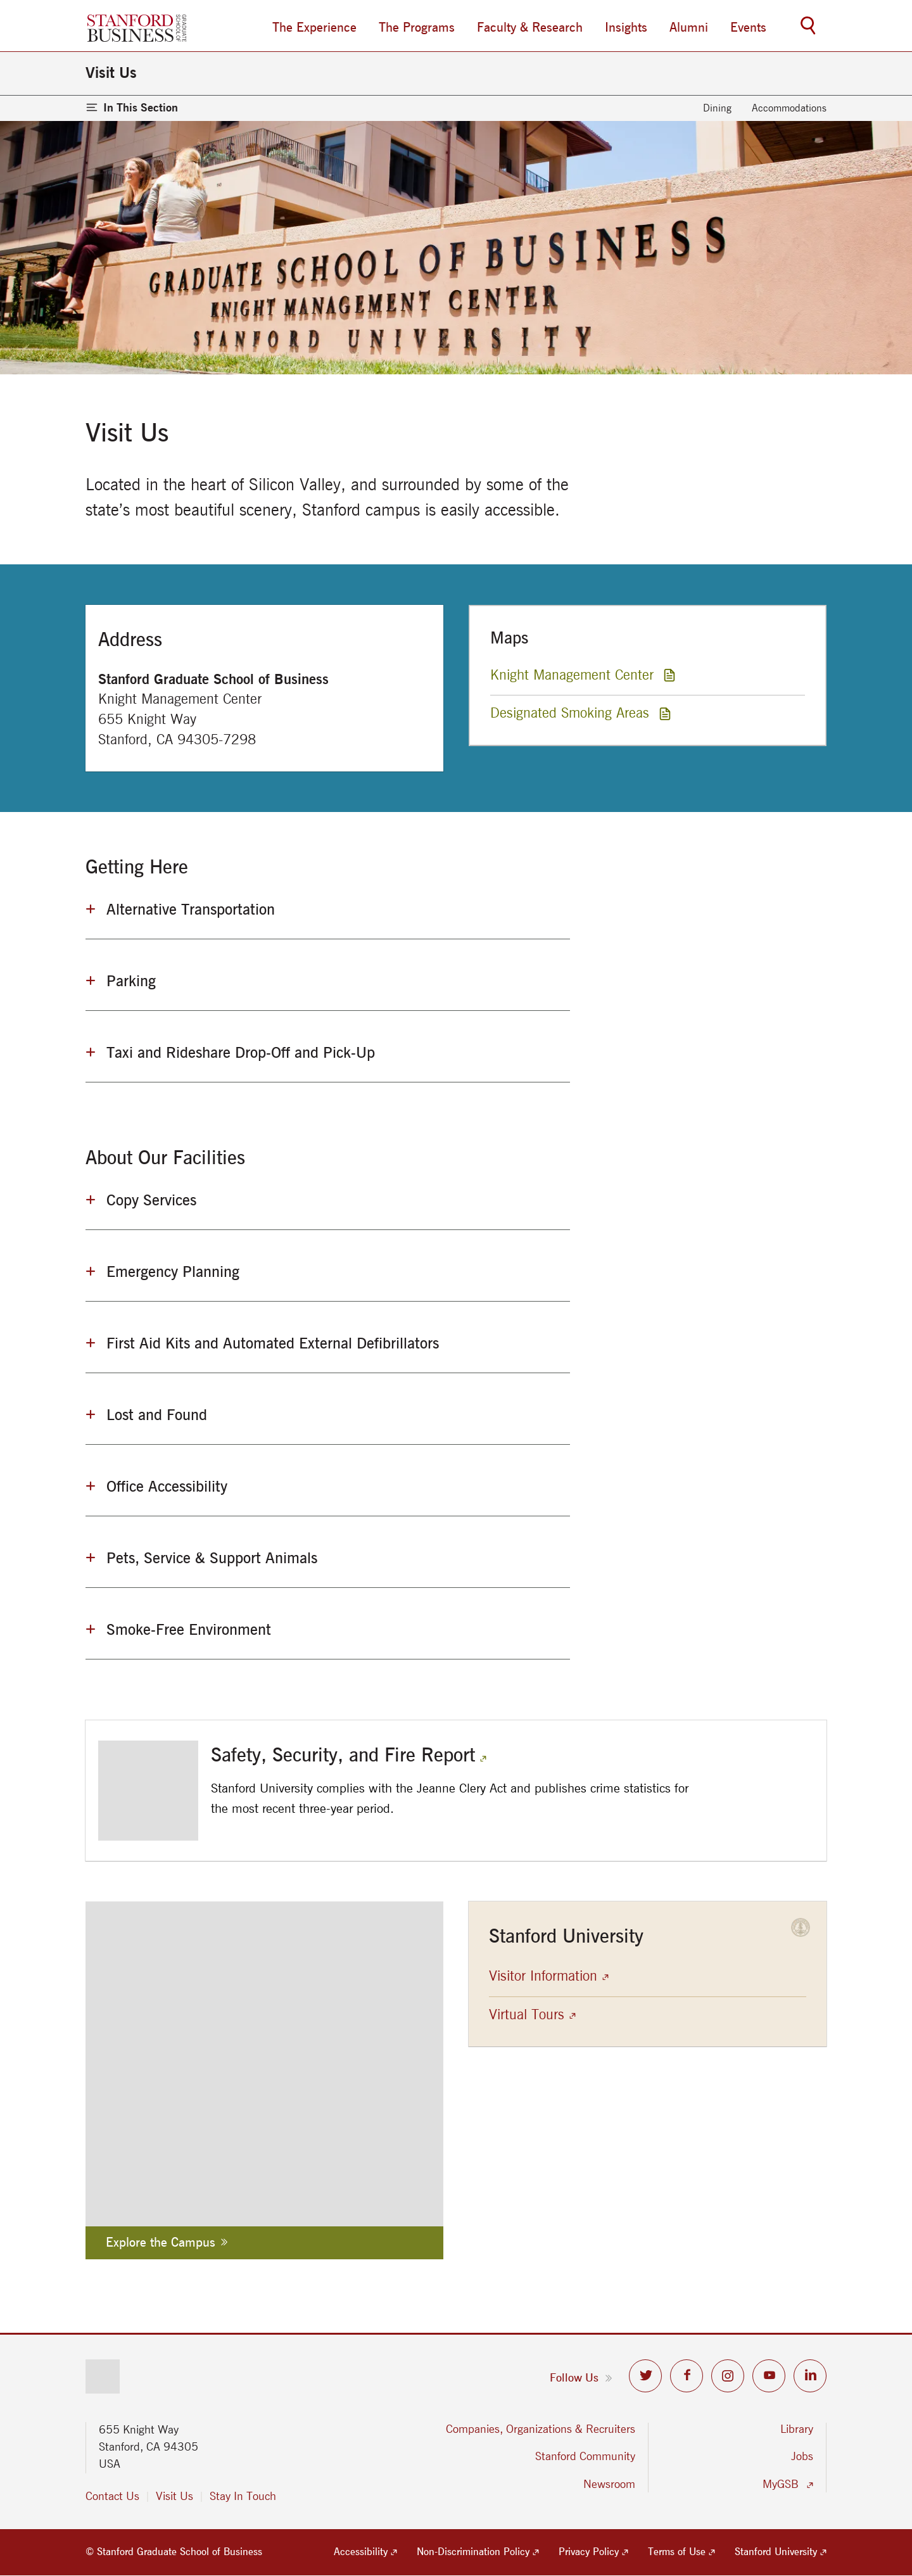 STANFORD
BUSINESS
GRADUATE
SCHOOL OF
The Experience The Programs Faculty & Research Insights Alumni Events
Visit Us
In This Section
Dining Accommodations
GRADUATE SCHOOL OF BUSINESS
KNIGHT MANAGEMENT CENTER
STANFORD UNIVERSITY
Visit Us
Located in the heart of Silicon Valley, and surrounded by some of the
state’s most beautiful scenery, Stanford campus is easily accessible.
Address
Stanford Graduate School of Business
Knight Management Center
655 Knight Way
Stanford, CA 94305-7298
Maps
Knight Management Center
Designated Smoking Areas
Getting Here
Alternative Transportation
Parking
Taxi and Rideshare Drop-Off and Pick-Up
About Our Facilities
Copy Services
Emergency Planning
First Aid Kits and Automated External Defibrillators
Lost and Found
Office Accessibility
Pets, Service & Support Animals
Smoke-Free Environment
Safety, Security, and Fire Report
Stanford University complies with the Jeanne Clery Act and publishes crime statistics for
the most recent three-year period.
Explore the Campus
Stanford University
Visitor Information
Virtual Tours
Follow Us
655 Knight Way
Stanford, CA 94305
USA
Contact Us Visit Us Stay In Touch
Companies, Organizations & Recruiters
Stanford Community
Newsroom
Library
Jobs
MyGSB
© Stanford Graduate School of Business Accessibility Non-Discrimination Policy Privacy Policy Terms of Use Stanford University